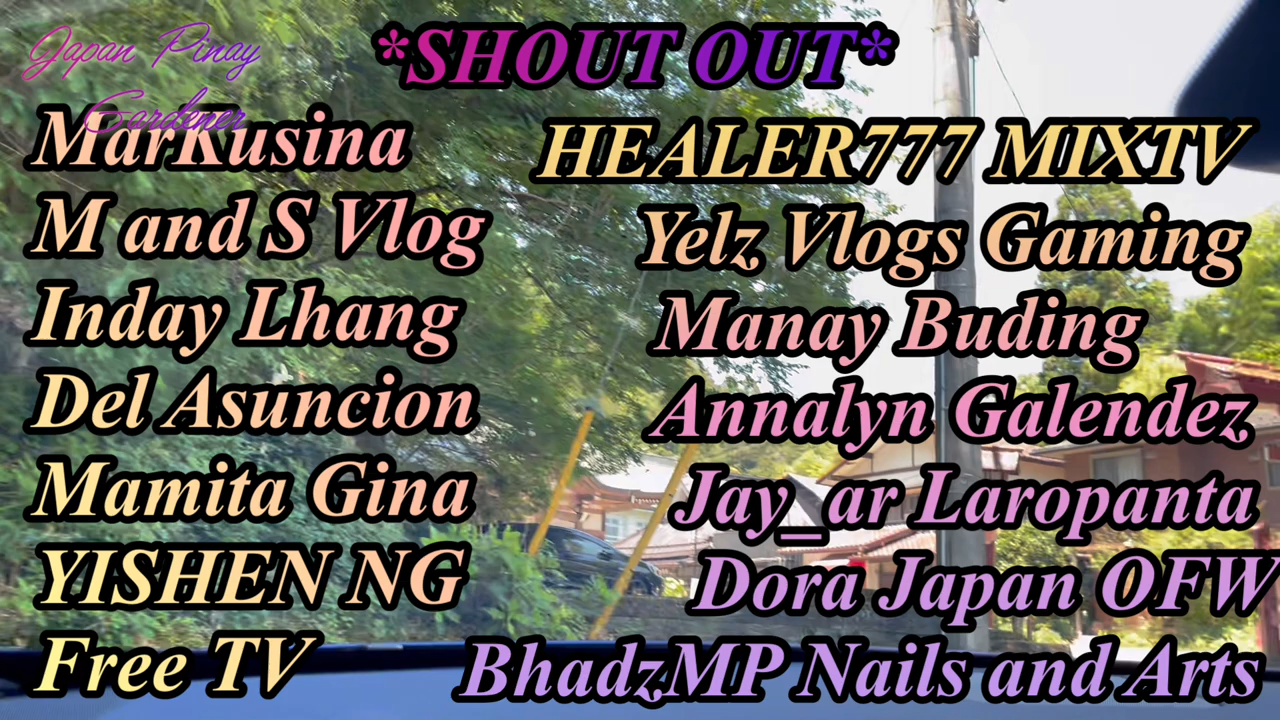 Japan Pinay
Gardener
*SHOUT OUT*
MarKusina
M and S Vlog
Inday Lhang
Del Asuncion
Mamita Gina
YISHEN NG
Free TV
HEALER777 MIXTV
Yelz Vlogs Gaming
Manay Buding
Annalyn Galendez
Jay_ar Laropanta
Dora Japan OFW
BhadzMP Nails and Arts